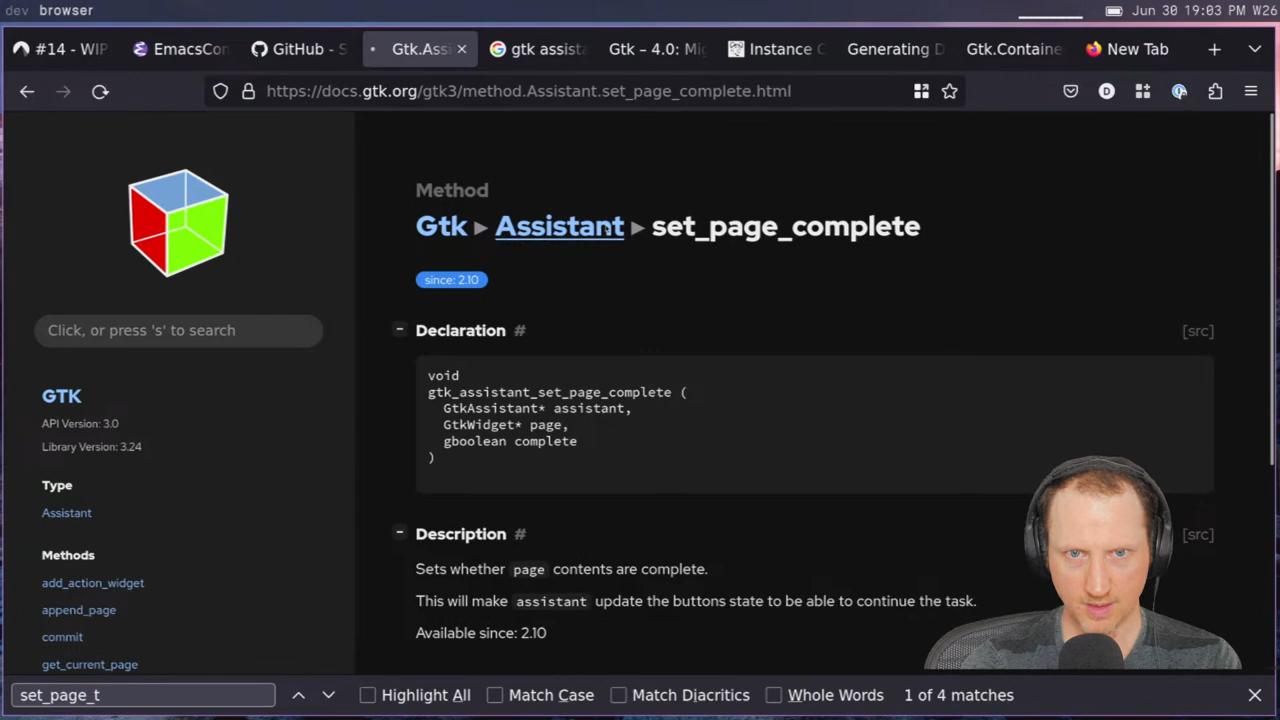 dev browser
Jun 30 19:03 W26
#14 - WIP
EmacsCon
GitHub - S
Gtk.Assi
gtk assista
Gtk – 4.0: Mig
Instance C
Generating D
Gtk.Containe
New Tab
https://docs.gtk.org/gtk3/method.Assistant.set_page_complete.html
D
Click, or press 's' to search
GTK
API Version: 3.0
Library Version: 3.24
Type
Assistant
Methods
add_action_widget
append_page
commit
get_current_page
Method
Gtk ▸ Assistant ▸ set_page_complete
since: 2.10
− Declaration #
[src]
void
gtk_assistant_set_page_complete (
GtkAssistant* assistant,
GtkWidget* page,
gboolean complete
)
− Description #
[src]
Sets whether page contents are complete.
This will make assistant update the buttons state to be able to continue the task.
Available since: 2.10
set_page_t
Highlight All
Match Case
Match Diacritics
Whole Words
1 of 4 matches